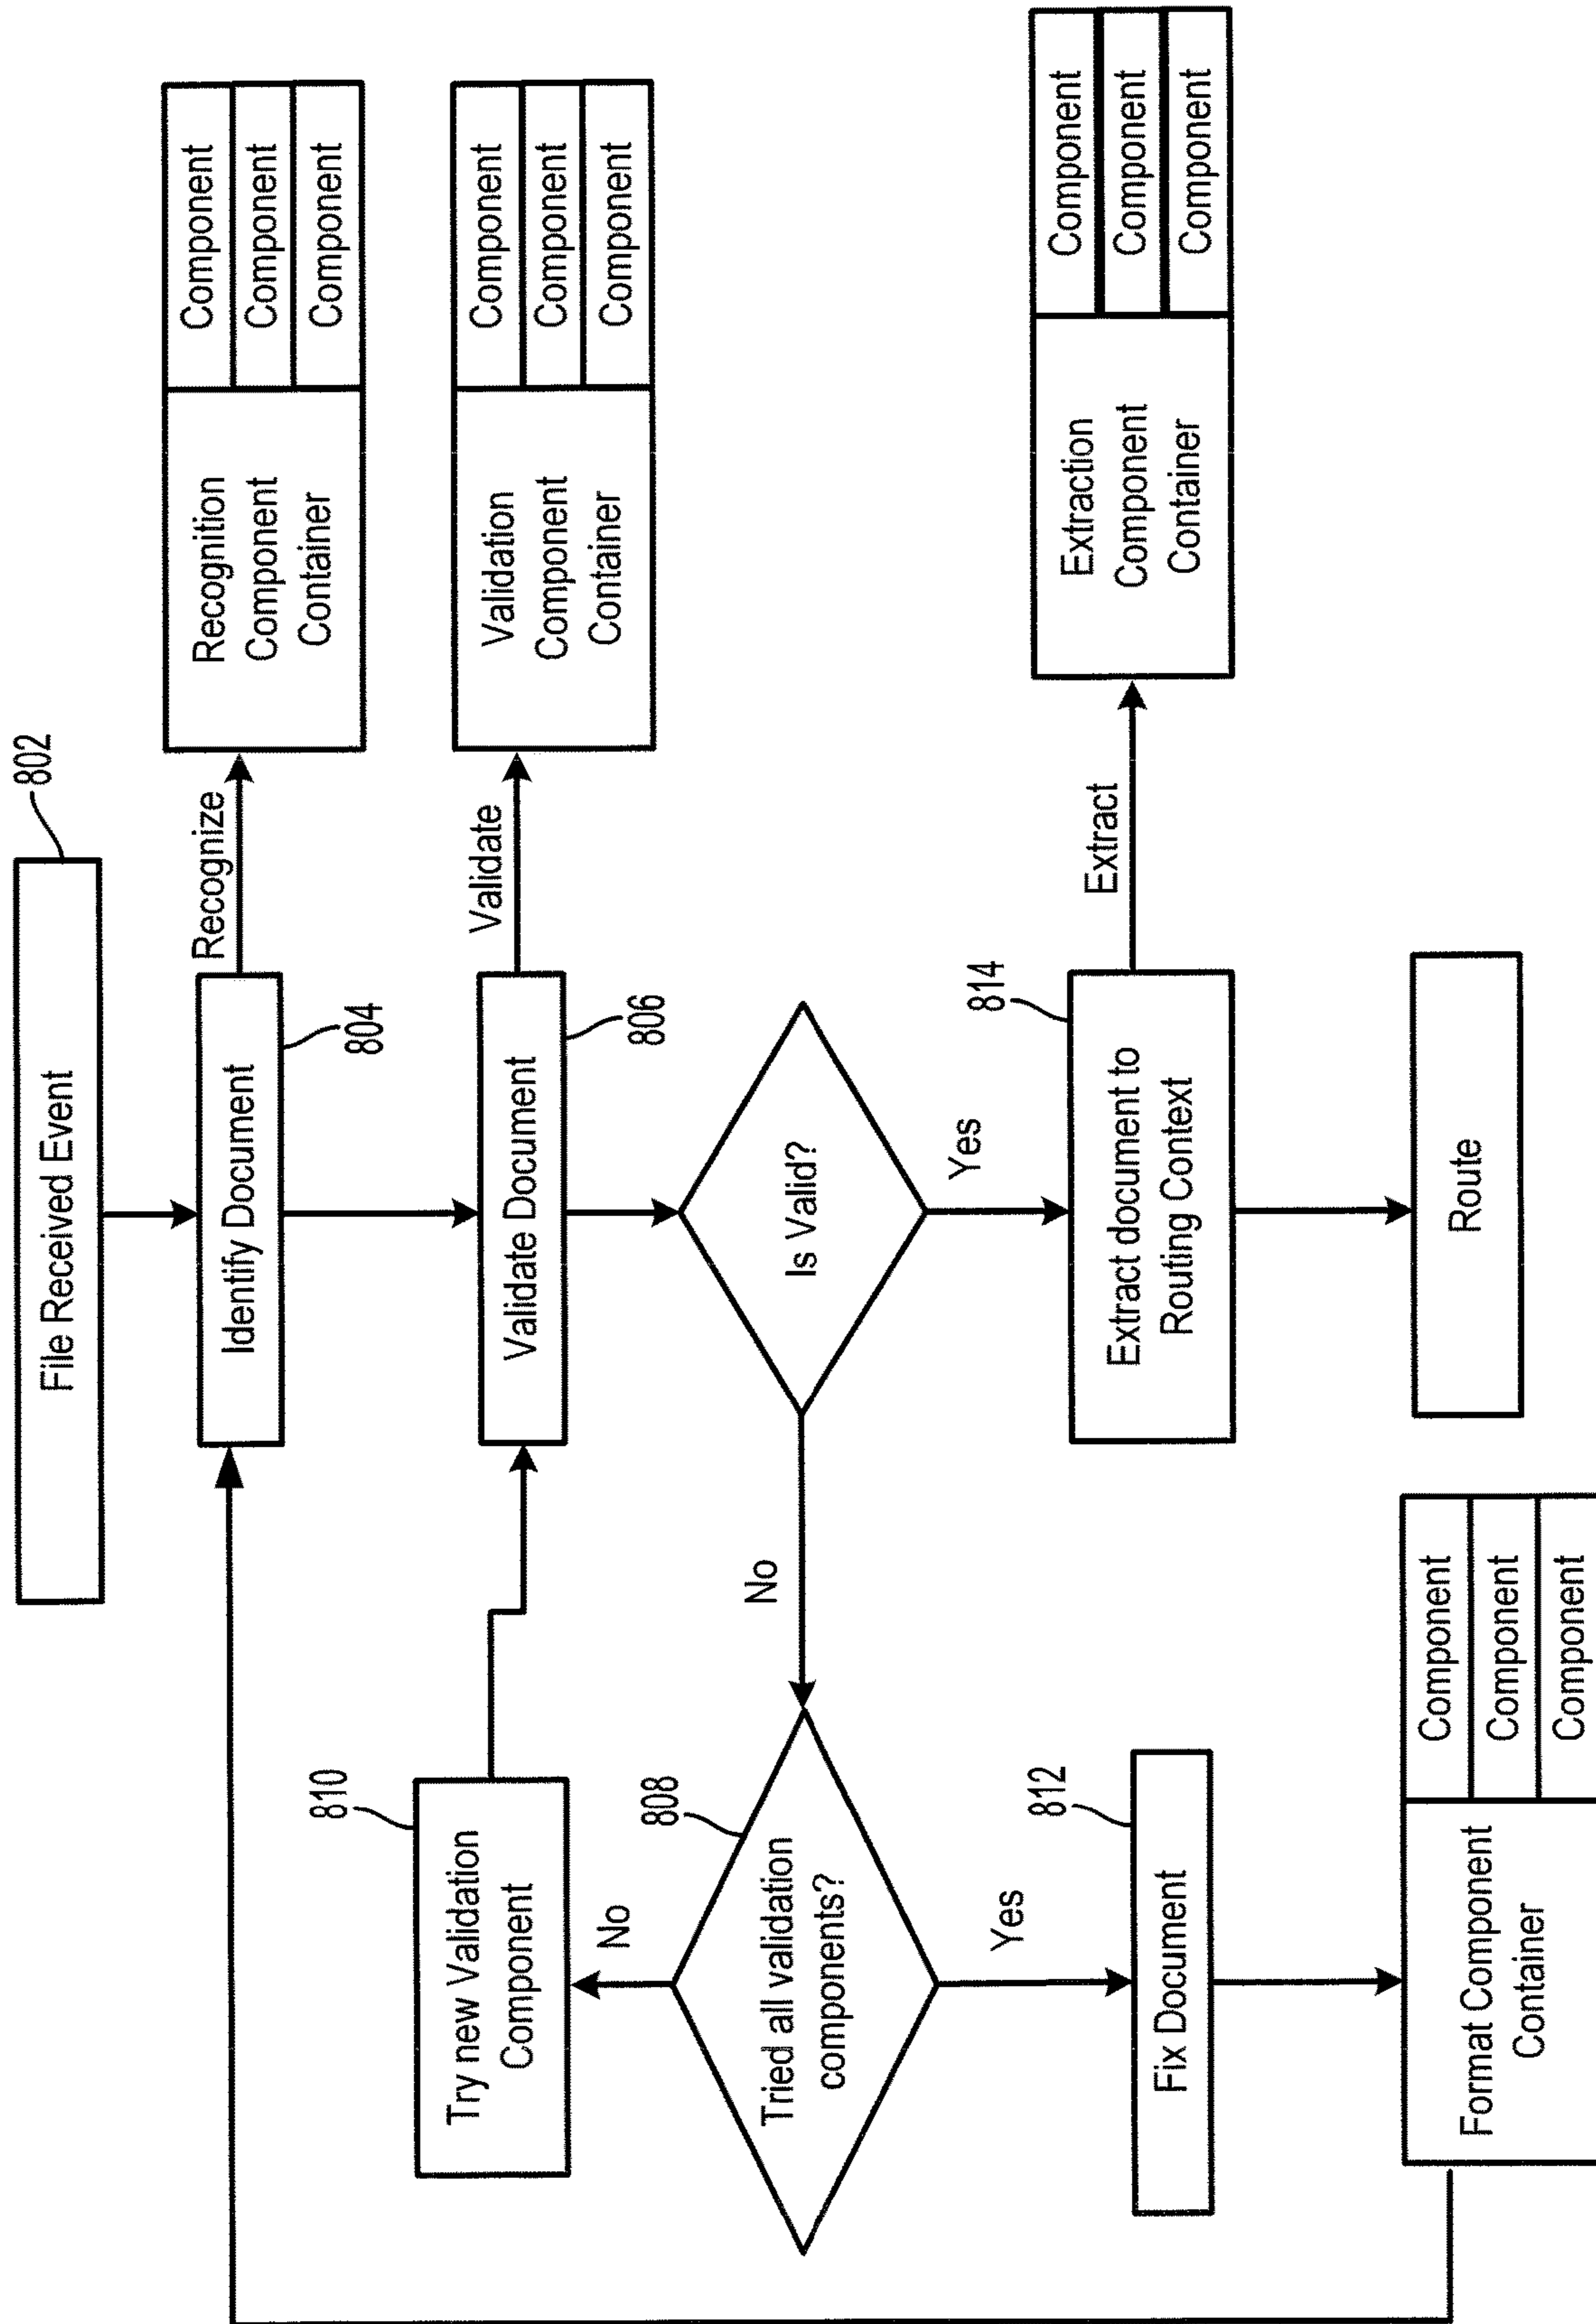 802
File Received Event
Recognize
Identify Document
804
Recognition
Component
Container
Component
Component
Component
Validate
Validate Document
806
Validation
Component
Container
Component
Component
Component
810
Try new Validation
Component
Is Valid?
No
Yes
808
Tried all validation
components?
No
Yes
814
Extract document to
Routing Context
Extract
Extraction
Component
Container
Component
Component
Component
812
Fix Document
Format Component
Container
Component
Component
Component
Route